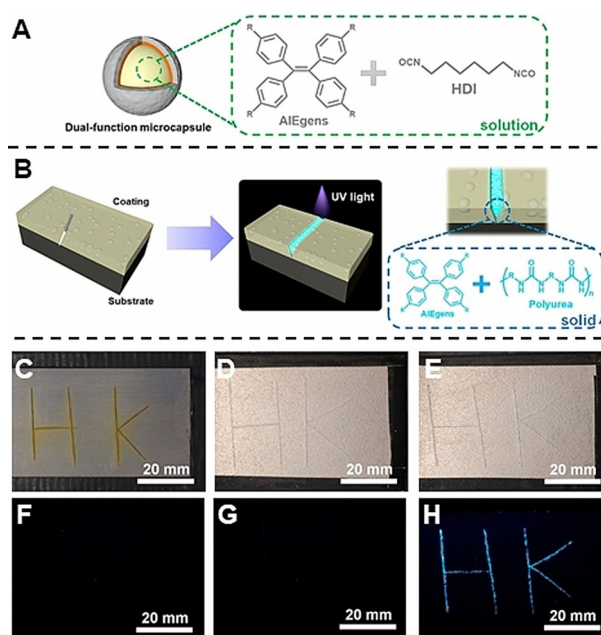 A
R
R
OCN
NCO
HDI
R
R
AIEgens
Dual-function microcapsule
solution
B
UV light
Coating
Substrate
R
R
R
R
AIEgens
O
O
R
N
H
N
H
R
N
H
N
H
n
Polyurea
solid
C
D
E
20 mm
20 mm
20 mm
F
G
H
20 mm
20 mm
20 mm
H K
H K
H K
H K